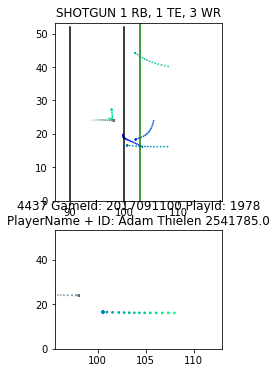 SHOTGUN 1 RB, 1 TE, 3 WR
50
40
30
20
10
0
90 100 110
4437 GameId: 2017091100 PlayId: 1978
PlayerName + ID: Adam Thielen 2541785.0
40
20
0
100 105 110